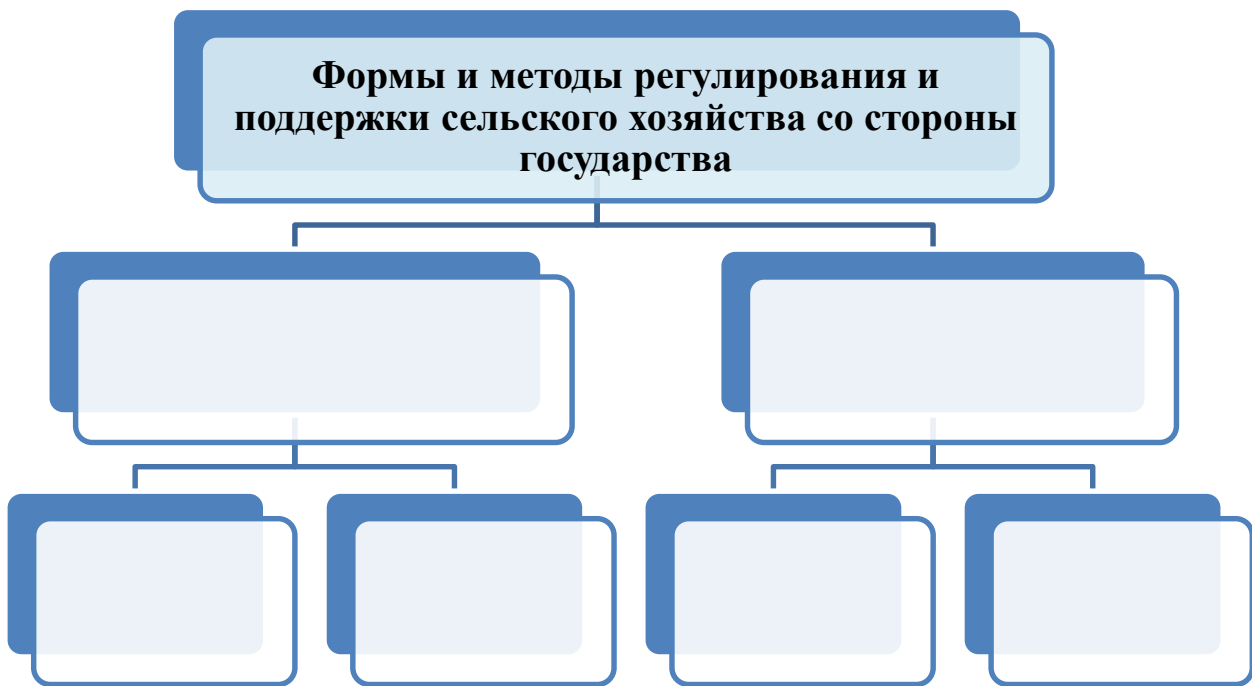 Формы и методы регулирования и
поддержки сельского хозяйства со стороны
государства